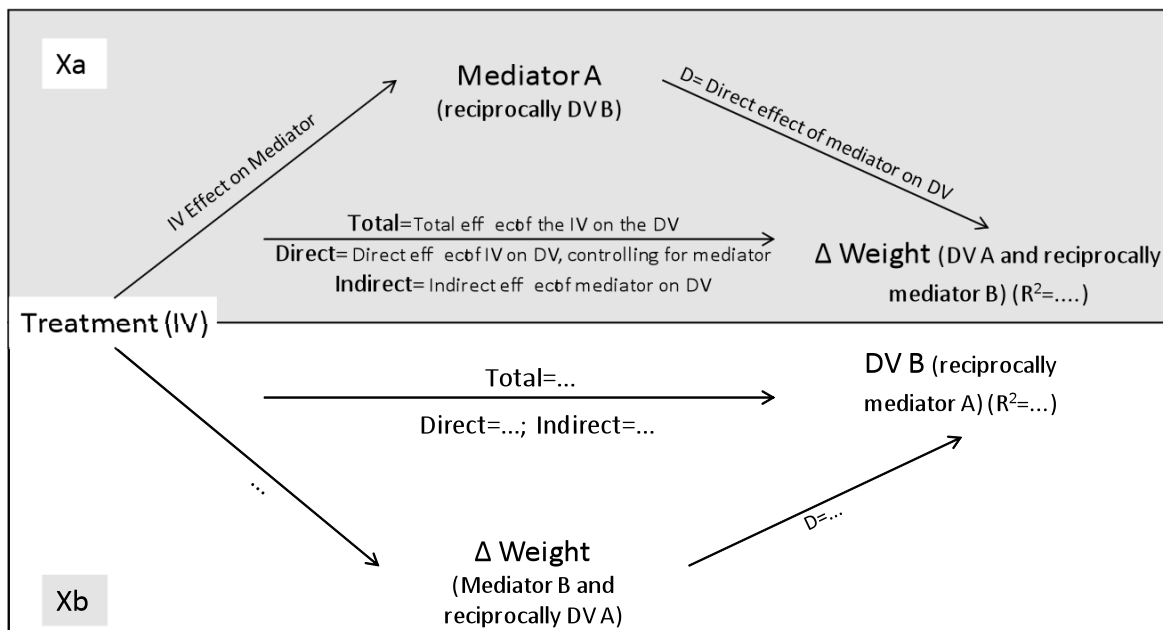 Xa
Mediator A
(reciprocally DV B)
IV Effect on Mediator
D= Direct effect of mediator on DV
Total=Total eff ectof the IV on the DV
Direct= Direct eff ectof IV on DV, controlling for mediator
Indirect= Indirect eff ectof mediator on DV
Δ Weight (DV A and reciprocally
mediator B) (R²=....)
Treatment (IV)
Total=...
Direct=...; Indirect=...
DV B (reciprocally
mediator A) (R²=...)
...
D=...
Δ Weight
(Mediator B and
reciprocally DV A)
Xb